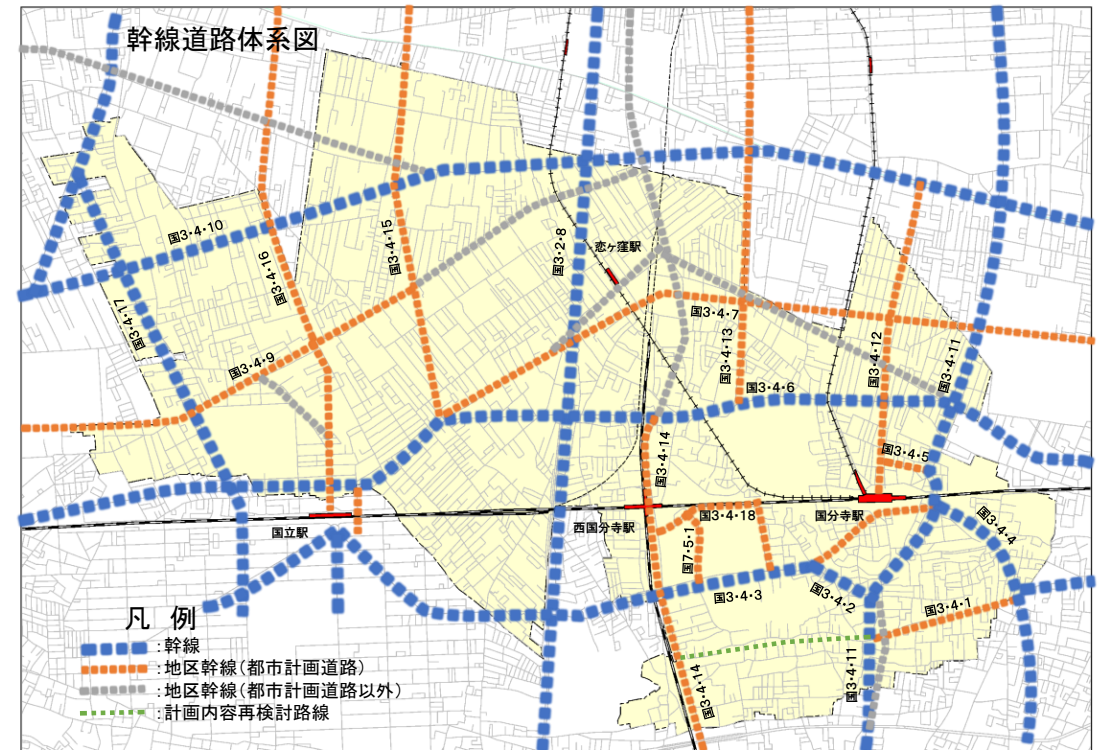 幹線道路体系図
国3・4・10
国3・4・15
国3・4・16
国3・2・8
恋ヶ窪駅
国3・4・17
国3・4・7
国3・4・13
国3・4・12
国3・4・11
国3・4・9
国3・4・6
国3・4・14
国3・4・5
国3・4・18
国分寺駅
国立駅
西国分寺駅
国7・5・1
国3・4・4
国3・4・3
国3・4・2
国3・4・1
国3・4・11
国3・4・14
凡 例
:幹線
:地区幹線(都市計画道路)
:地区幹線(都市計画道路以外)
:計画内容再検討路線